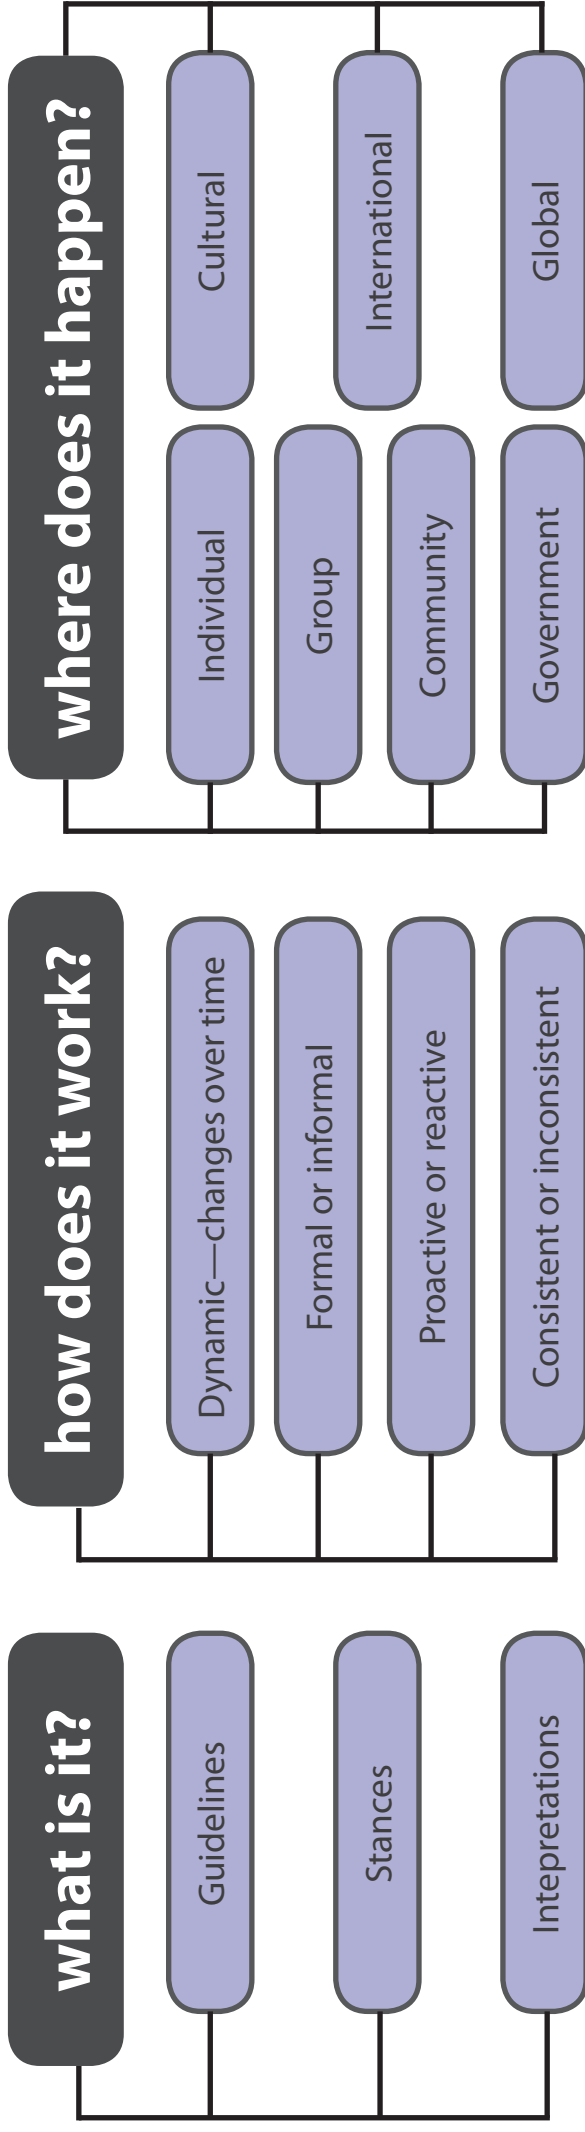 what is it?
Guidelines
Stances
Intepretations
how does it work?
Dynamic—changes over time
Formal or informal
Proactive or reactive
Consistent or inconsistent
where does it happen?
Individual
Group
Community
Government
Cultural
International
Global